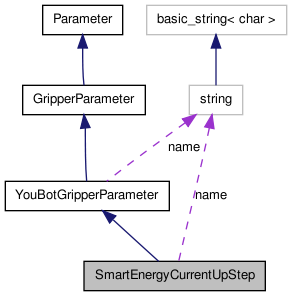 Parameter
basic_string< char >
GripperParameter
string
name
YouBotGripperParameter
name
SmartEnergyCurrentUpStep